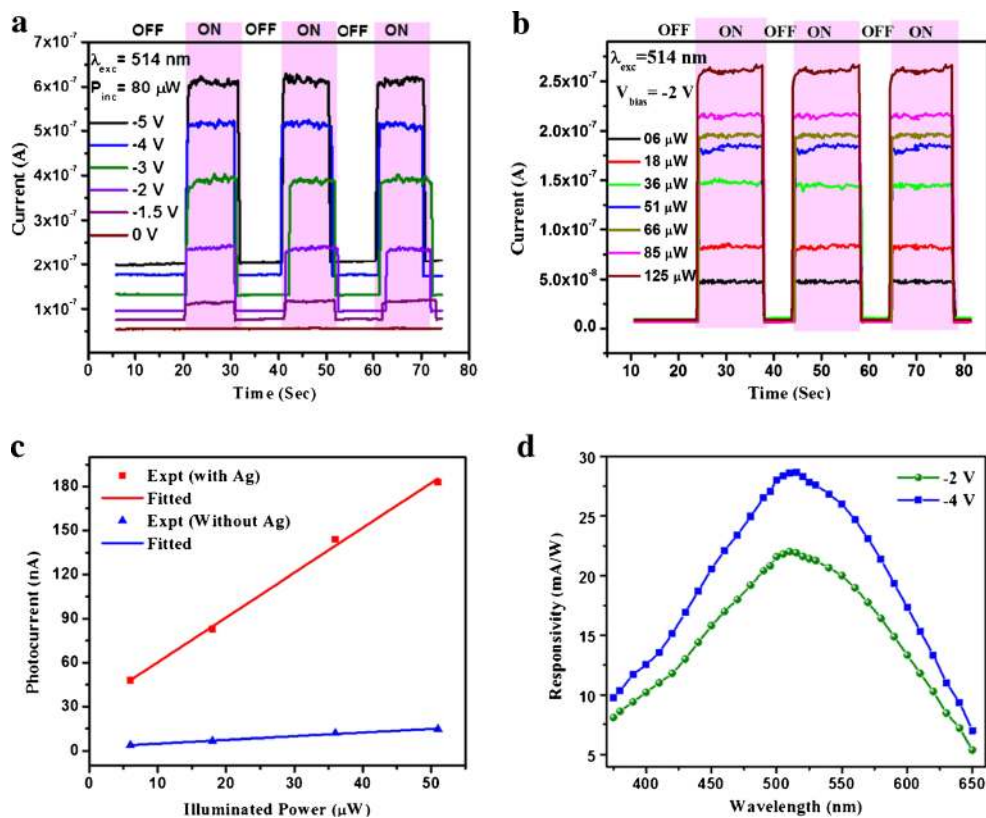 a
OFF ON OFF ON OFF ON
λexc= 514 nm
Pinc = 80 μW
-5 V
-4 V
-3 V
-2 V
-1.5 V
0 V
7x10-7
6x10-7
5x10-7
4x10-7
3x10-7
2x10-7
1x10-7
Current (A)
0 10 20 30 40 50 60 70 80
Time (Sec)
b
OFF ON OFF ON OFF ON
λexc=514 nm
Vbias= -2 V
06 μW
18 μW
36 μW
51 μW
66 μW
85 μW
125 μW
2.5x10-7
2.0x10-7
1.5x10-7
1.0x10-7
5.0x10-8
0.0
Current (A)
10 20 30 40 50 60 70 80
Time (Sec)
c
Expt (with Ag)
Fitted
Expt (Without Ag)
Fitted
180
150
120
90
60
30
0
Photocurrent (nA)
0 10 20 30 40 50 60
Illuminated Power (μW)
d
-2 V
-4 V
30
25
20
15
10
5
Responsivity (mA/W)
400 450 500 550 600 650
Wavelength (nm)